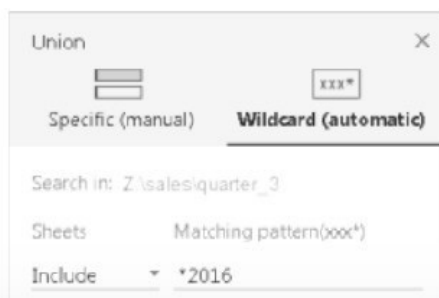 Union ×
xxx*
Specific (manual) Wildcard (automatic)
Search in: Z:\sales\quarter_3
Sheets Matching pattern(xxx*)
Include *2016